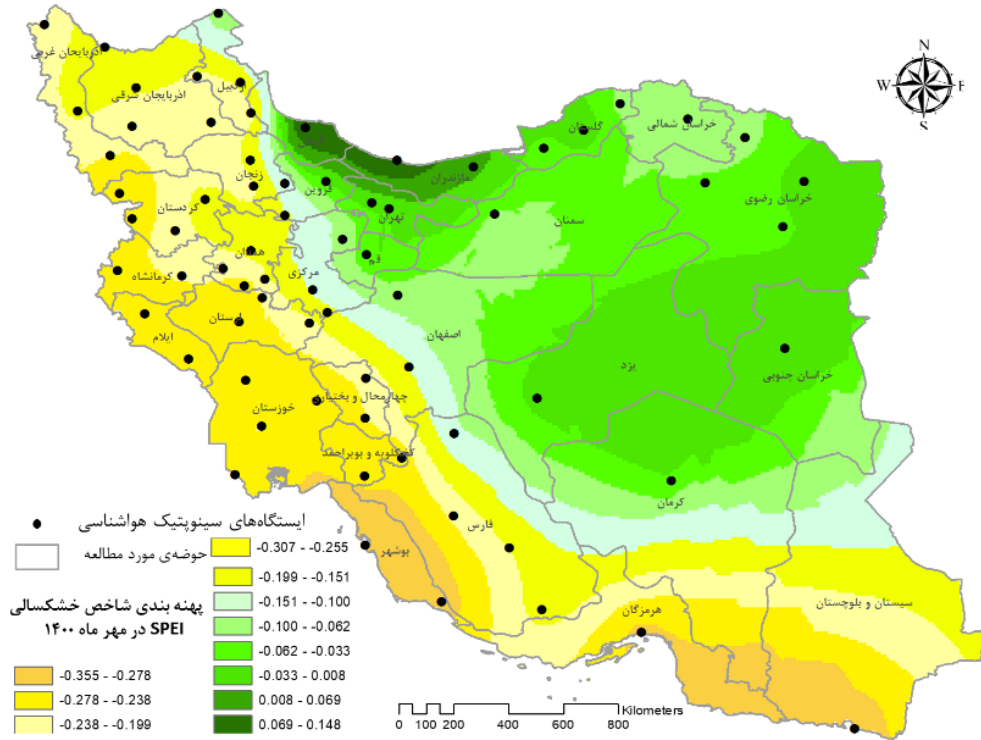 آذربایجان غربی
آذربایجان شرقی
اردبیل
گلستان
خراسان شمالی
مازندران
زنجان
قزوین
تهران
خراسان رضوی
کردستان
سمنان
همدان
قم
مرکزی
کرمانشاه
لرستان
اصفهان
ایلام
یزد
خراسان جنوبی
چهارمحال و بختیاری
خوزستان
کهگیلویه و بویراحمد
کرمان
فارس
بوشهر
هرمزگان
سیستان و بلوچستان
N
W E
S
ایستگاه‌های سینوپتیک هواشناسی
حوضه‌ی مورد مطالعه
پهنه بندی شاخص خشکسالی
SPEI در مهر ماه ۱۴۰۰
-0.355 - -0.278
-0.278 - -0.238
-0.238 - -0.199
-0.307 - -0.255
-0.199 - -0.151
-0.151 - -0.100
-0.100 - -0.062
-0.062 - -0.033
-0.033 - 0.008
0.008 - 0.069
0.069 - 0.148
Kilometers
0 100 200 400 600 800